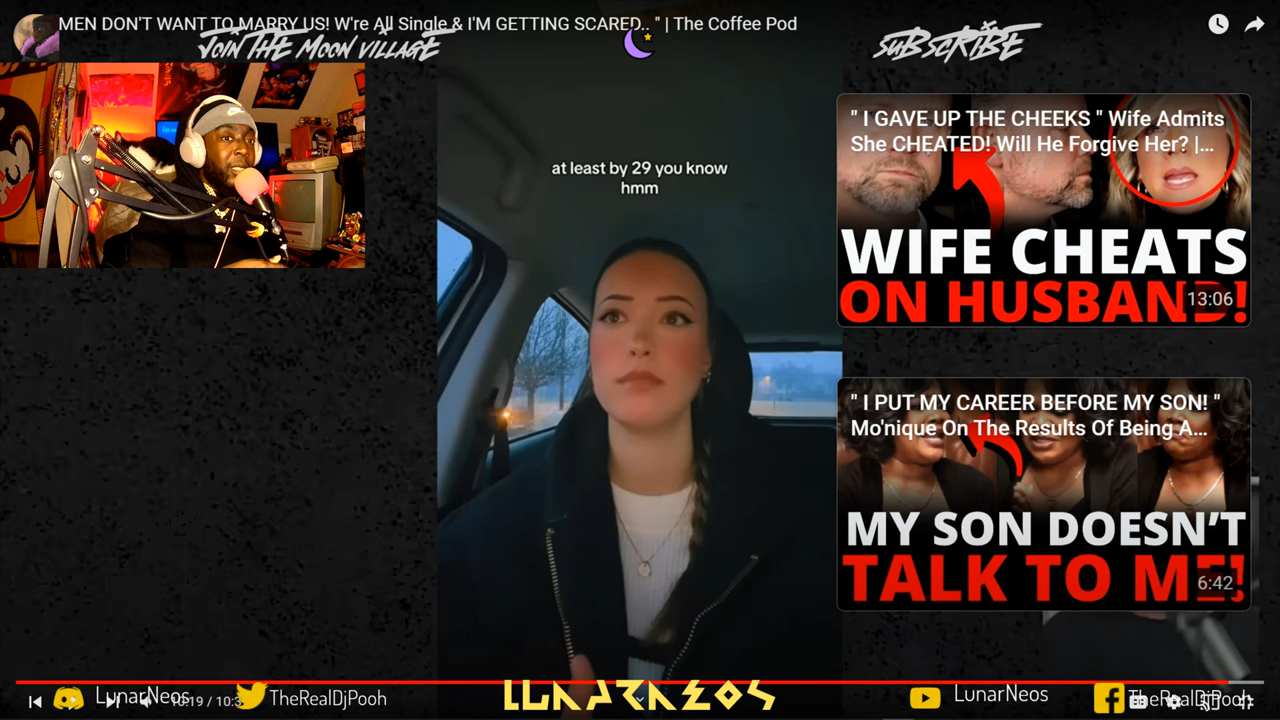 MEN DON'T WANT TO MARRY US! W're All Single & I'M GETTING SCARED.. " | The Coffee Pod
JOIN THE MOON VILLAGE
SUBSCRIBE
at least by 29 you know
hmm
" I GAVE UP THE CHEEKS " Wife Admits
She CHEATED! Will He Forgive Her? |...
WIFE CHEATS
ON HUSBAND!
13:06
" I PUT MY CAREER BEFORE MY SON! "
Mo'nique On The Results Of Being A...
MY SON DOESN'T
TALK TO ME!
6:42
LunarNeos
TheRealDjPooh
LUNARNEOS
LunarNeos
TheRealDjPooh